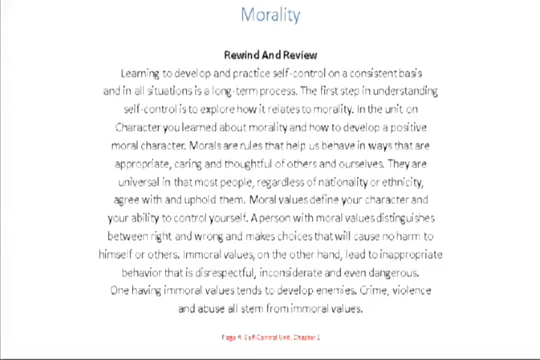 Morality
Rewind And Review
Learning to develop and practice self-control on a consistent basis
and in all situations is a long-term process. The first step in understanding
self-control is to explore how it relates to morality. In the unit on
Character you learned about morality and how to develop a positive
moral character. Morals are rules that help us behave in ways that are
appropriate, caring and thoughtful of others and ourselves. They are
universal in that most people, regardless of nationality or ethnicity,
agree with and uphold them. Moral values define your character and
your ability to control yourself. A person with moral values distinguishes
between right and wrong and makes choices that will cause no harm to
himself or others. Immoral values, on the other hand, lead to inappropriate
behavior that is disrespectful, inconsiderate and even dangerous.
One having immoral values tends to develop enemies. Crime, violence
and abuse all stem from immoral values.
Page 4 Self-Control Unit, Chapter 1